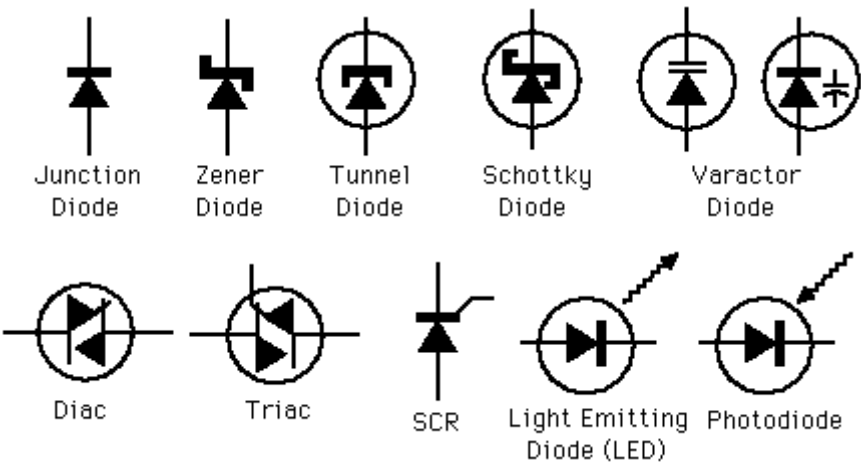 Junction
Diode
Zener
Diode
Tunnel
Diode
Schottky
Diode
Varactor
Diode
Diac
Triac
SCR
Light Emitting
Diode (LED)
Photodiode